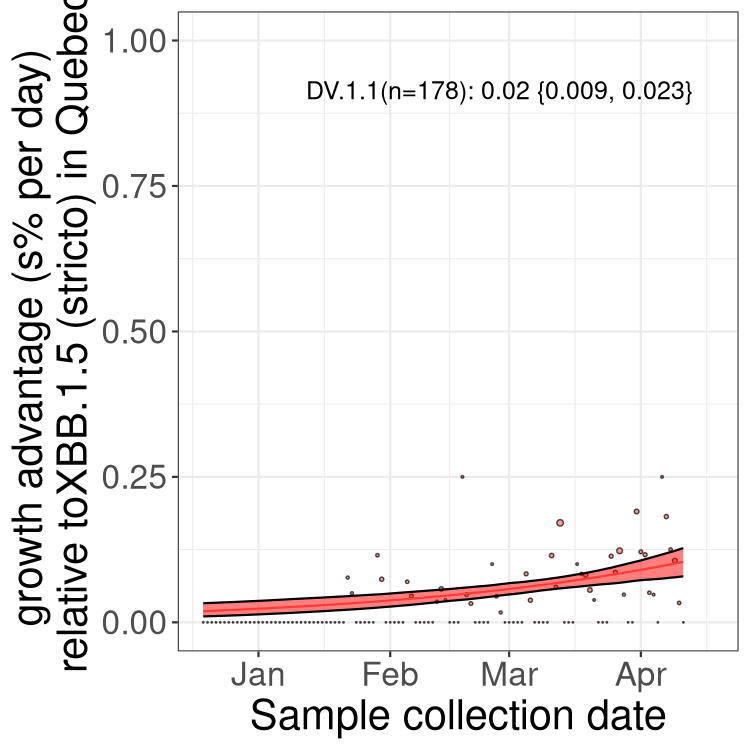 growth advantage (s% per day)
relative toXBB.1.5 (stricto) in Quebec
1.00
0.75
0.50
0.25
0.00
DV.1.1(n=178): 0.02 {0.009, 0.023}
Jan Feb Mar Apr
Sample collection date